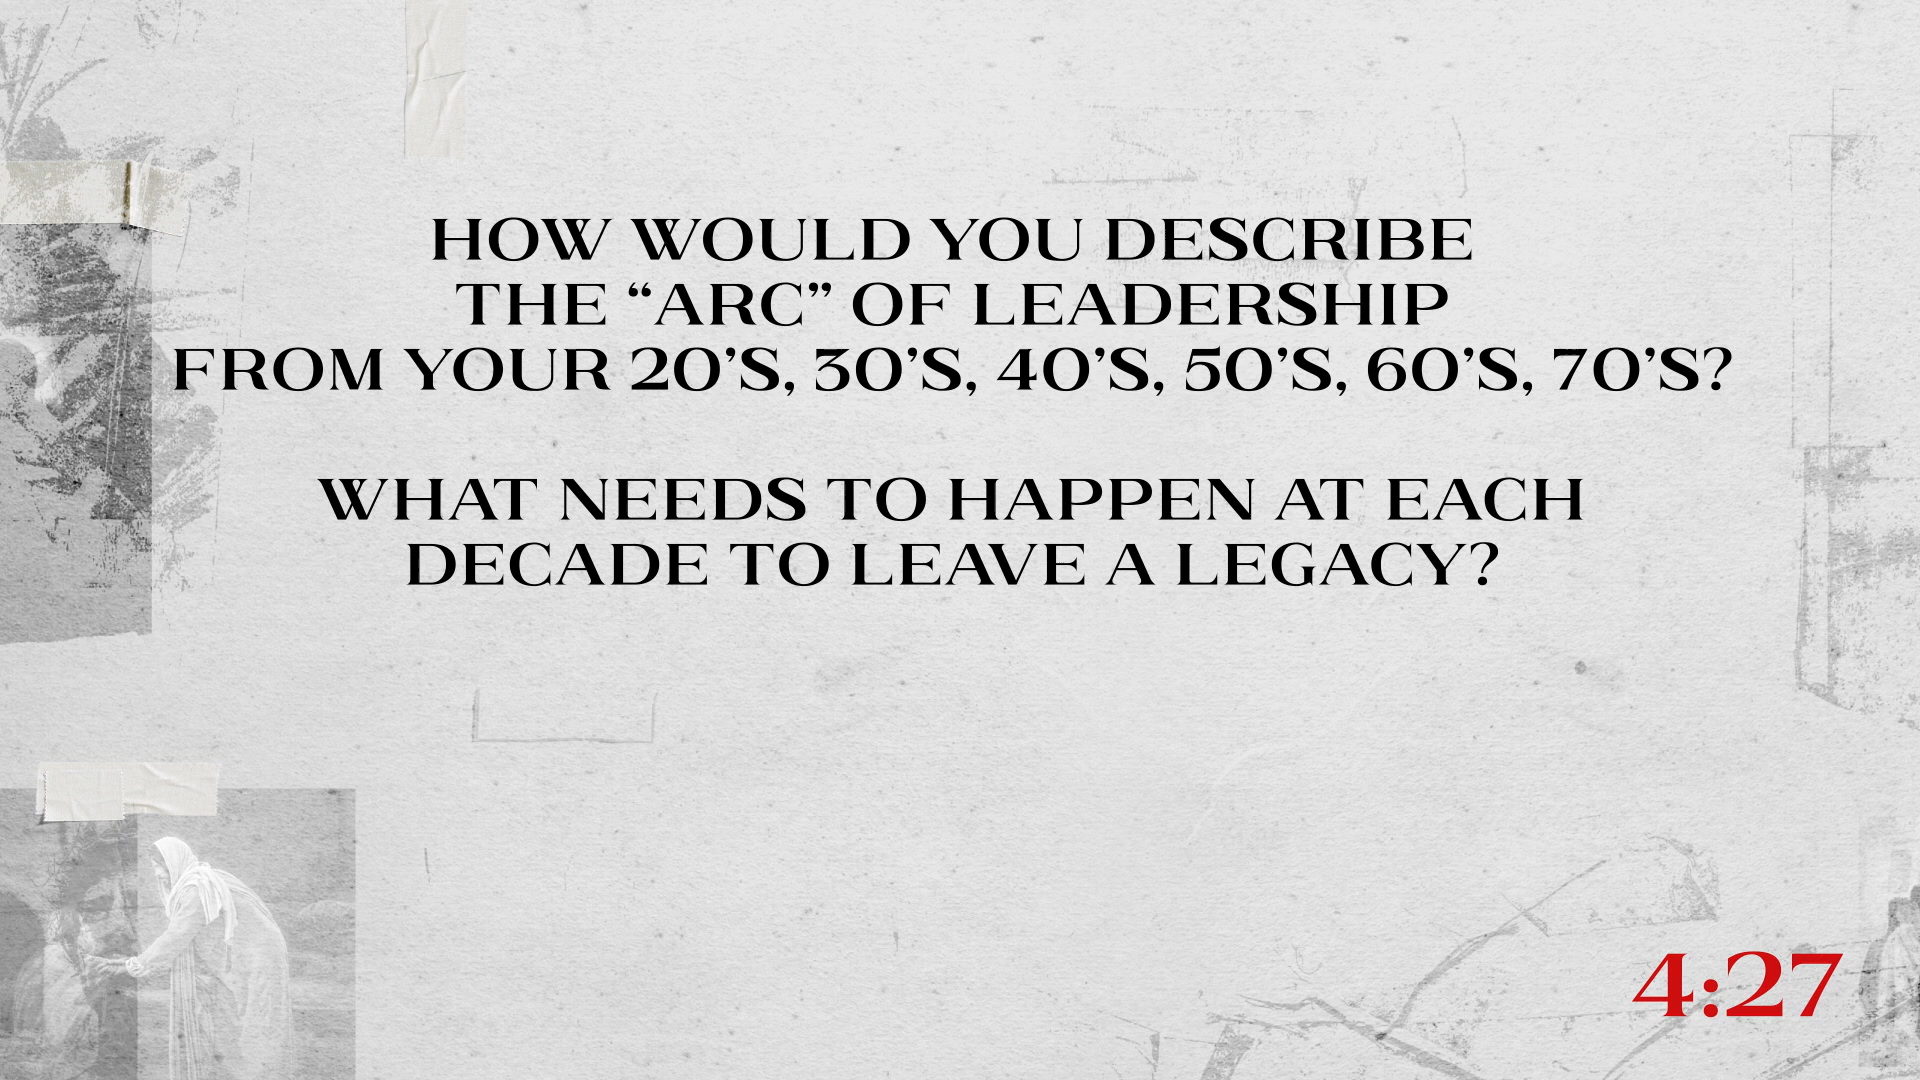 HOW WOULD YOU DESCRIBE
THE “ARC” OF LEADERSHIP
FROM YOUR 20’S, 30’S, 40’S, 50’S, 60’S, 70’S?
WHAT NEEDS TO HAPPEN AT EACH
DECADE TO LEAVE A LEGACY?
4:27